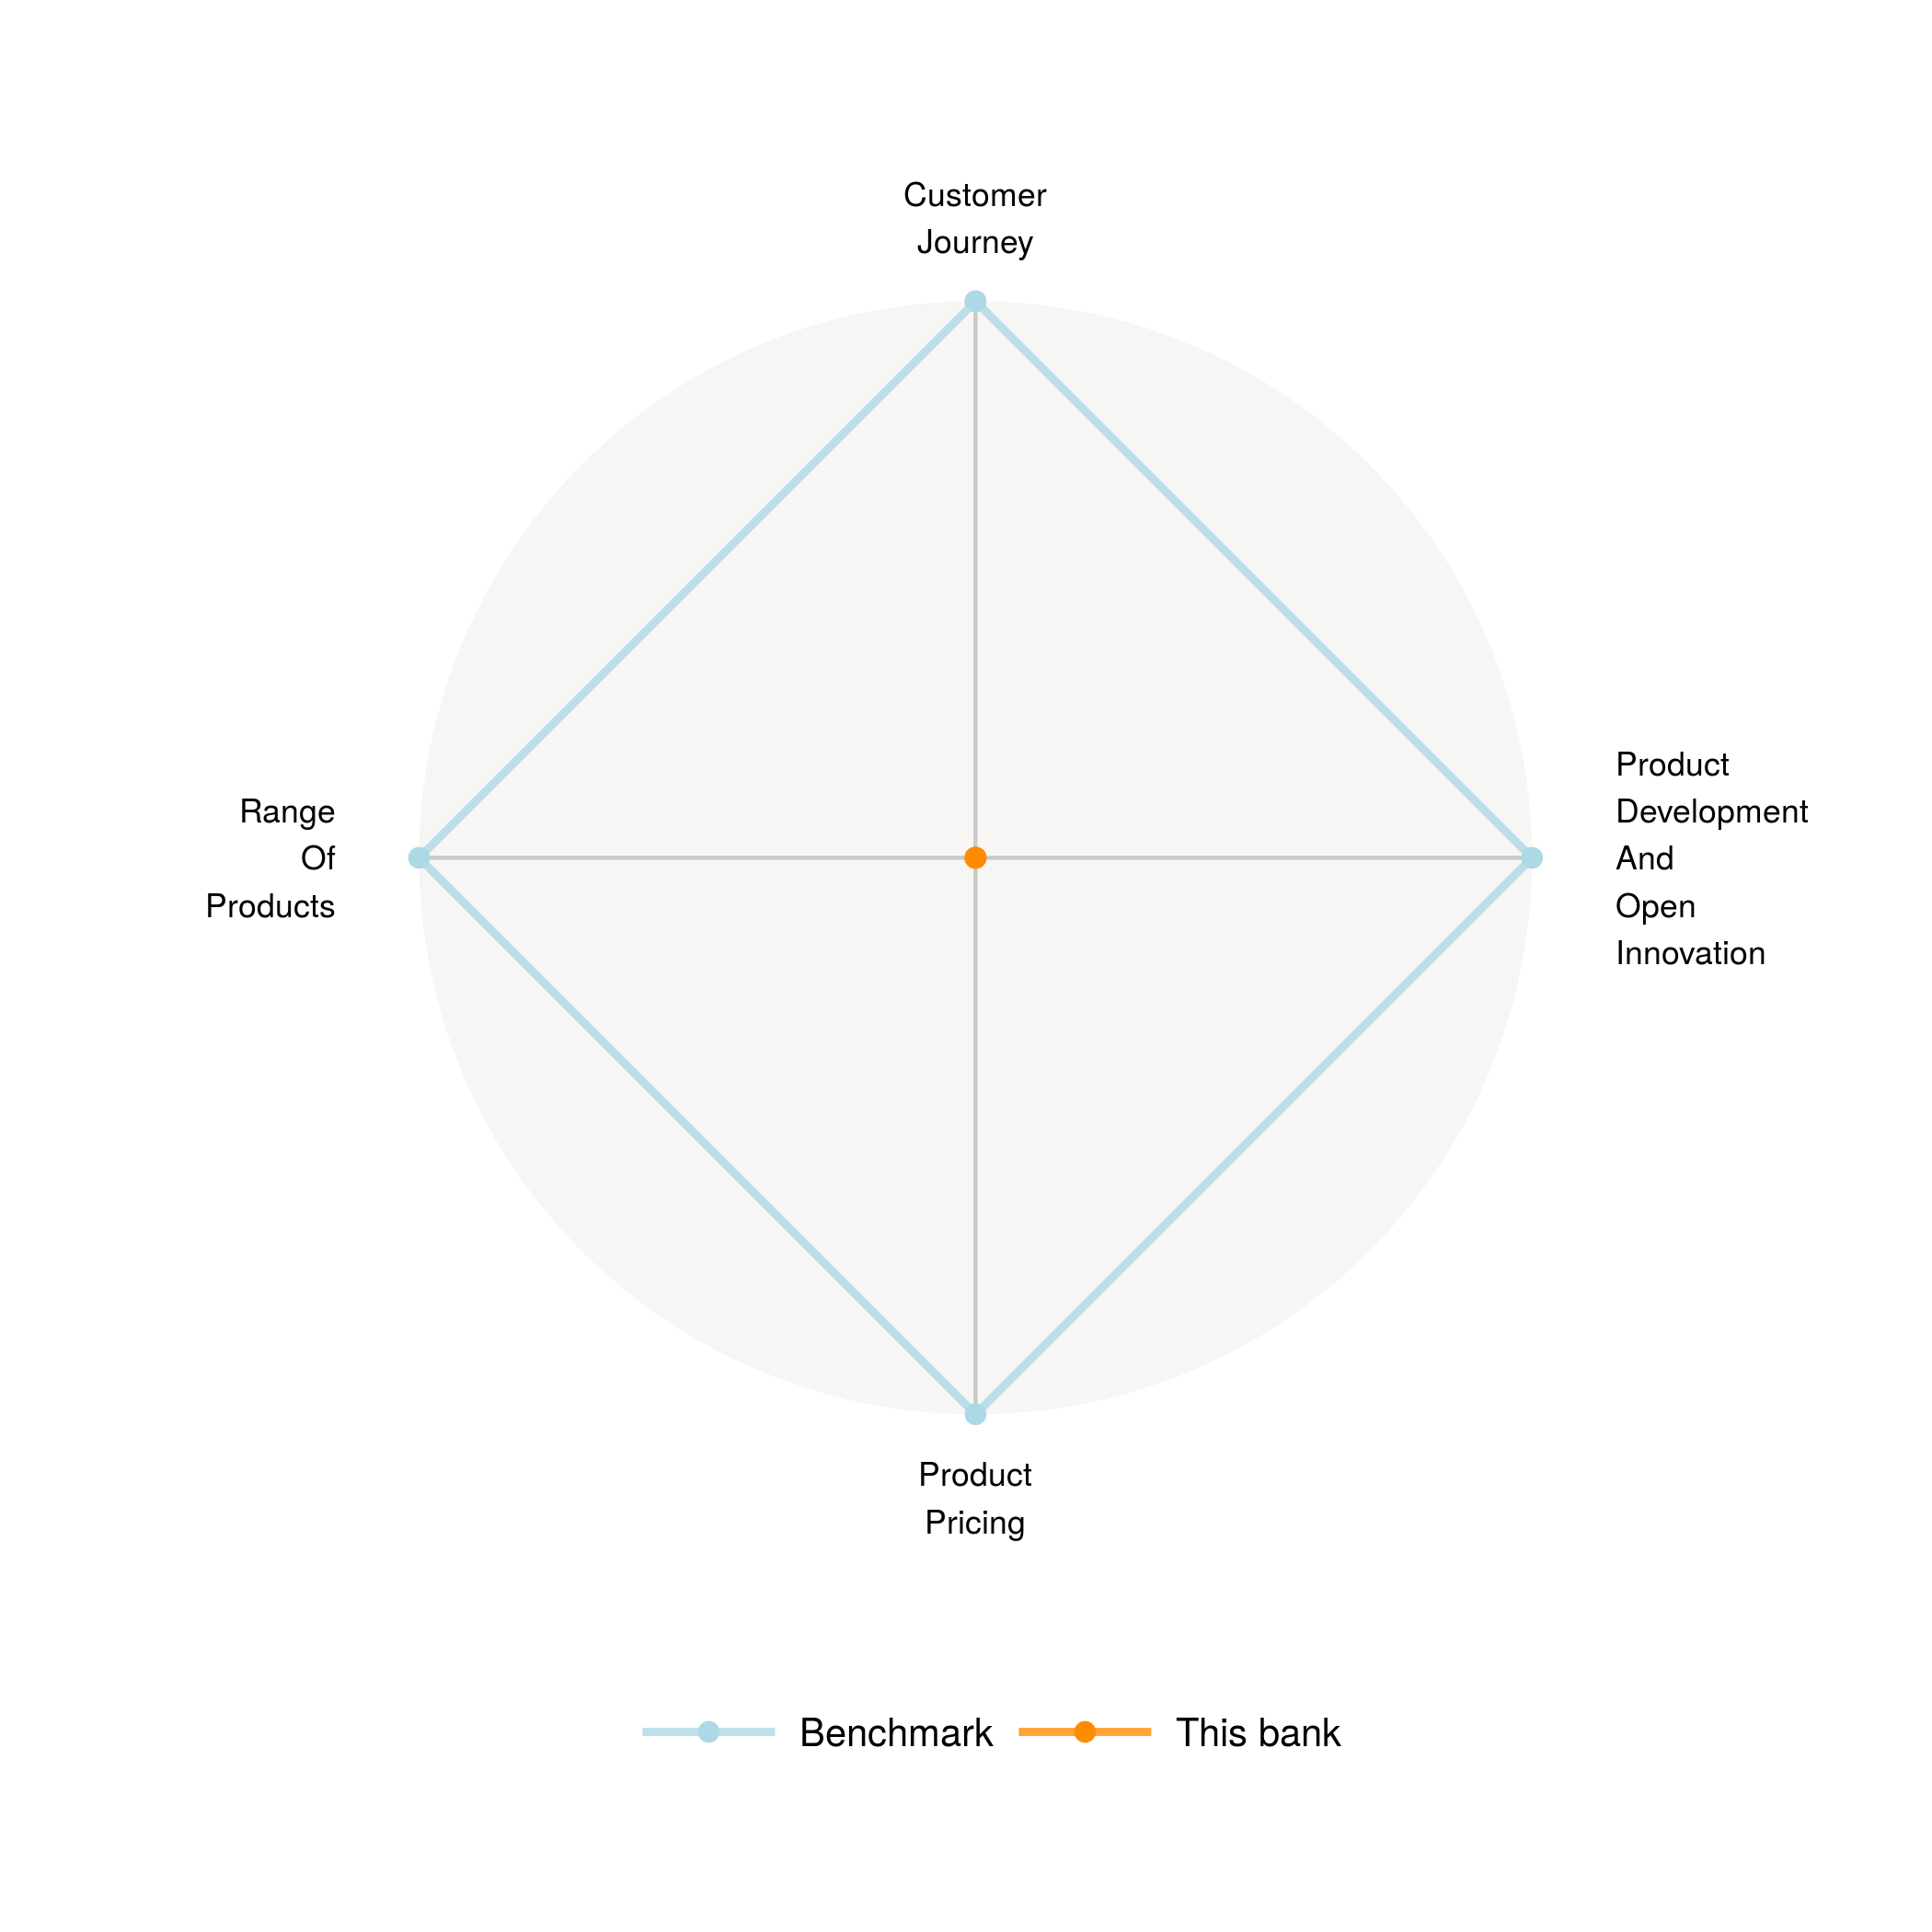 Customer
Journey
Product
Development
And
Open
Innovation
Range
Of
Products
Product
Pricing
Benchmark
This bank